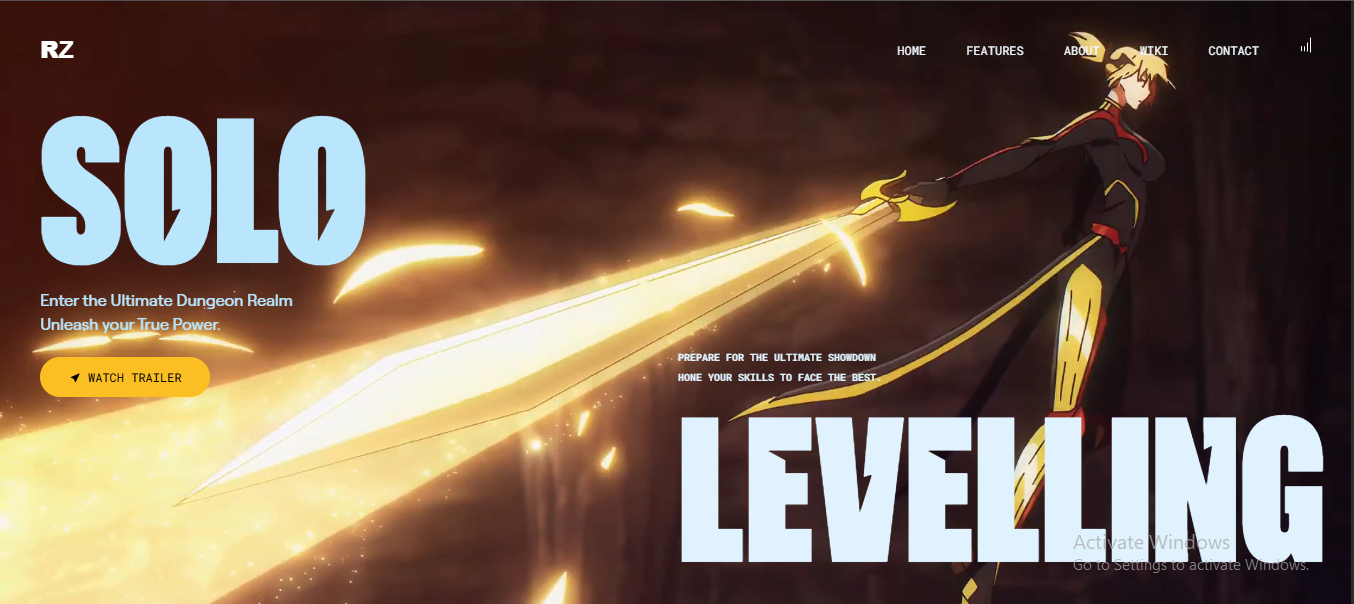 RZ
HOME FEATURES ABOUT WIKI CONTACT
SOLO
Enter the Ultimate Dungeon Realm
Unleash your True Power.
WATCH TRAILER
PREPARE FOR THE ULTIMATE SHOWDOWN
HONE YOUR SKILLS TO FACE THE BEST.
LEVELLING
Activate Windows
Go to Settings to activate Windows.